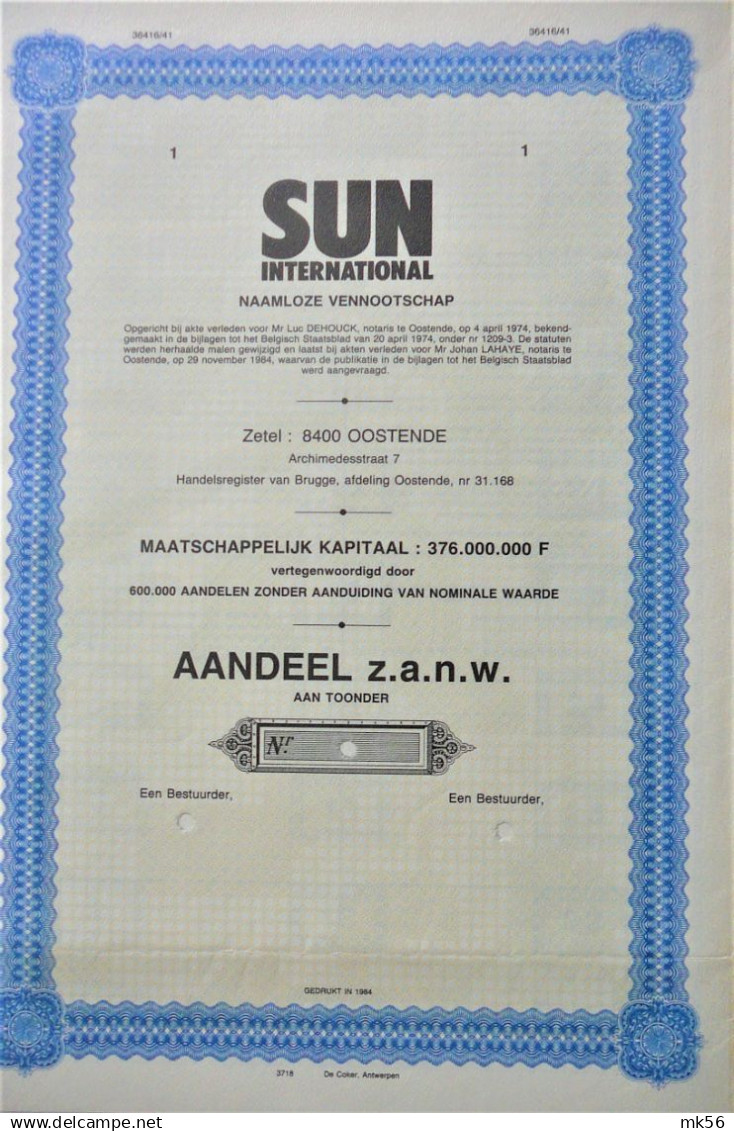 36416/41
36416/41
1
1
SUN
INTERNATIONAL
NAAMLOZE VENNOOTSCHAP
Opgericht bij akte verleden voor Mr Luc DEHOUCK, notaris te Oostende, op 4 april 1974, bekend-
gemaakt in de bijlagen tot het Belgisch Staatsblad van 20 april 1974, onder nr 1209-3. De statuten
werden herhaalde malen gewijzigd en laatst bij akten verleden voor Mr Johan LAHAYE, notaris te
Oostende, op 29 november 1984, waarvan de publikatie in de bijlagen tot het Belgisch Staatsblad
werd aangevraagd.
Zetel : 8400 OOSTENDE
Archimedesstraat 7
Handelsregister van Brugge, afdeling Oostende, nr 31.168
MAATSCHAPPELIJK KAPITAAL : 376.000.000 F
vertegenwoordigd door
600.000 AANDELEN ZONDER AANDUIDING VAN NOMINALE WAARDE
AANDEEL z.a.n.w.
AAN TOONDER
Nr
Een Bestuurder,
Een Bestuurder,
GEDRUKT IN 1984
3718 De Coker, Antwerpen
mk56